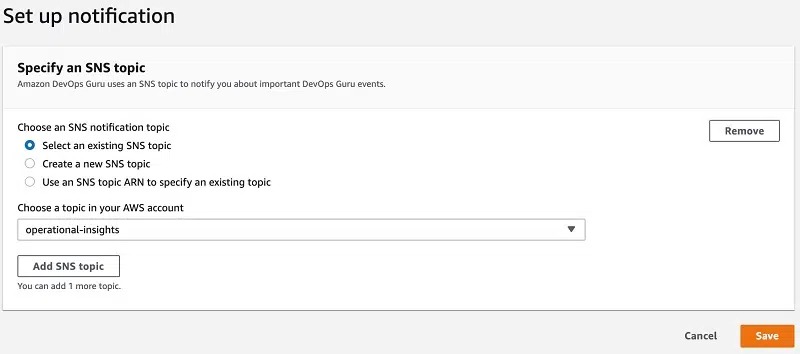 Set up notification
Specify an SNS topic
Amazon DevOps Guru uses an SNS topic to notify you about important DevOps Guru events.
Choose an SNS notification topic
Remove
Select an existing SNS topic
Create a new SNS topic
Use an SNS topic ARN to specify an existing topic
Choose a topic in your AWS account
operational-insights
Add SNS topic
You can add 1 more topic.
Cancel
Save